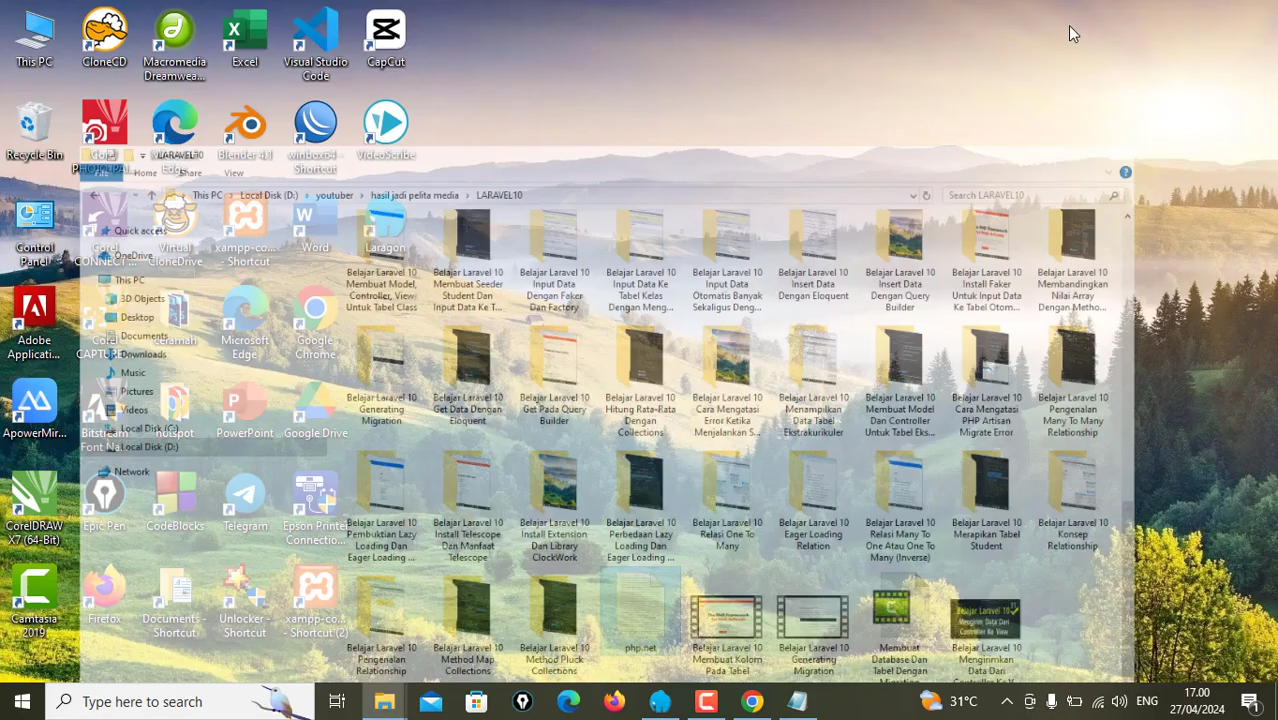 This PC
CloneCD
Macromedia
Dreamwea...
Excel
Visual Studio
Code
CapCut
Recycle Bin
Blender 4.1
winbox64 -
Shortcut
VideoScribe
LARAVEL10
File
Home
Share
View
This PC
Local Disk (D:)
youtuber
hasil jadi pelita media
LARAVEL10
Search LARAVEL10
Control
Panel
Corel
CONNECT
Virtual
CloneDrive
xampp-co...
- Shortcut
Word
Laragon
Quick access
OneDrive
This PC
3D Objects
Desktop
Documents
Downloads
Music
Pictures
Videos
Local Disk (C:)
Local Disk (D:)
Network
Adobe
Applicati...
Corel
CAPTURE
ceramah
Microsoft
Edge
Google
Chrome
ApowerMir...
Bitstream
Font Na
hotspot
PowerPoint
Google Drive
CorelDRAW
X7 (64-Bit)
Epic Pen
CodeBlocks
Telegram
Epson Printer
Connectio...
Camtasia
2019
Firefox
Documents -
Shortcut
Unlocker -
Shortcut
xampp-co...
- Shortcut (2)
Belajar Laravel 10
Membuat Model,
Controller, View
Untuk Tabel Class
Belajar Laravel 10
Membuat Seeder
Student Dan
Input Data Ke T...
Belajar Laravel 10
Input Data
Dengan Faker
Dan Factory
Belajar Laravel 10
Input Data Ke
Tabel Kelas
Dengan Meng...
Belajar Laravel 10
Input Data
Otomatis Banyak
Sekaligus Deng...
Belajar Laravel 10
Insert Data
Dengan Eloquent
Belajar Laravel 10
Insert Data
Dengan Query
Builder
Belajar Laravel 10
Install Faker
Untuk Input Data
Ke Tabel Otom...
Belajar Laravel 10
Membandingkan
Nilai Array
Dengan Metho...
Belajar Laravel 10
Generating
Migration
Belajar Laravel 10
Get Data Dengan
Eloquent
Belajar Laravel 10
Get Pada Query
Builder
Belajar Laravel 10
Hitung Rata-Rata
Dengan
Collections
Belajar Laravel 10
Cara Mengatasi
Error Ketika
Menjalankan S...
Belajar Laravel 10
Menampilkan
Data Tabel
Ekstrakurikuler
Belajar Laravel 10
Membuat Model
Dan Controller
Untuk Tabel Eks...
Belajar Laravel 10
Cara Mengatasi
PHP Artisan
Migrate Error
Belajar Laravel 10
Pengenalan
Many To Many
Relationship
Belajar Laravel 10
Pembuktian Lazy
Loading Dan
Eager Loading ...
Belajar Laravel 10
Install Telescope
Dan Manfaat
Telescope
Belajar Laravel 10
Install Extension
Dan Library
ClockWork
Belajar Laravel 10
Perbedaan Lazy
Loading Dan
Eager Loading ...
Belajar Laravel 10
Relasi One To
Many
Belajar Laravel 10
Eager Loading
Relation
Belajar Laravel 10
Relasi Many To
One Atau One To
Many (Inverse)
Belajar Laravel 10
Merapikan Tabel
Student
Belajar Laravel 10
Konsep
Relationship
Belajar Laravel 10
Pengenalan
Relationship
Belajar Laravel 10
Method Map
Collections
Belajar Laravel 10
Method Pluck
Collections
php.net
Belajar Laravel 10
Membuat Kolom
Pada Tabel
Belajar Laravel 10
Generating
Migration
Membuat
Database Dan
Tabel Dengan
Migration
Belajar Laravel 10
Mengirim Data Dari
Controller Ke View
Belajar Laravel 10
Mengirimkan
Data Dari
Controller Ke V...
Type here to search
31°C
ENG
17.00
27/04/2024
1